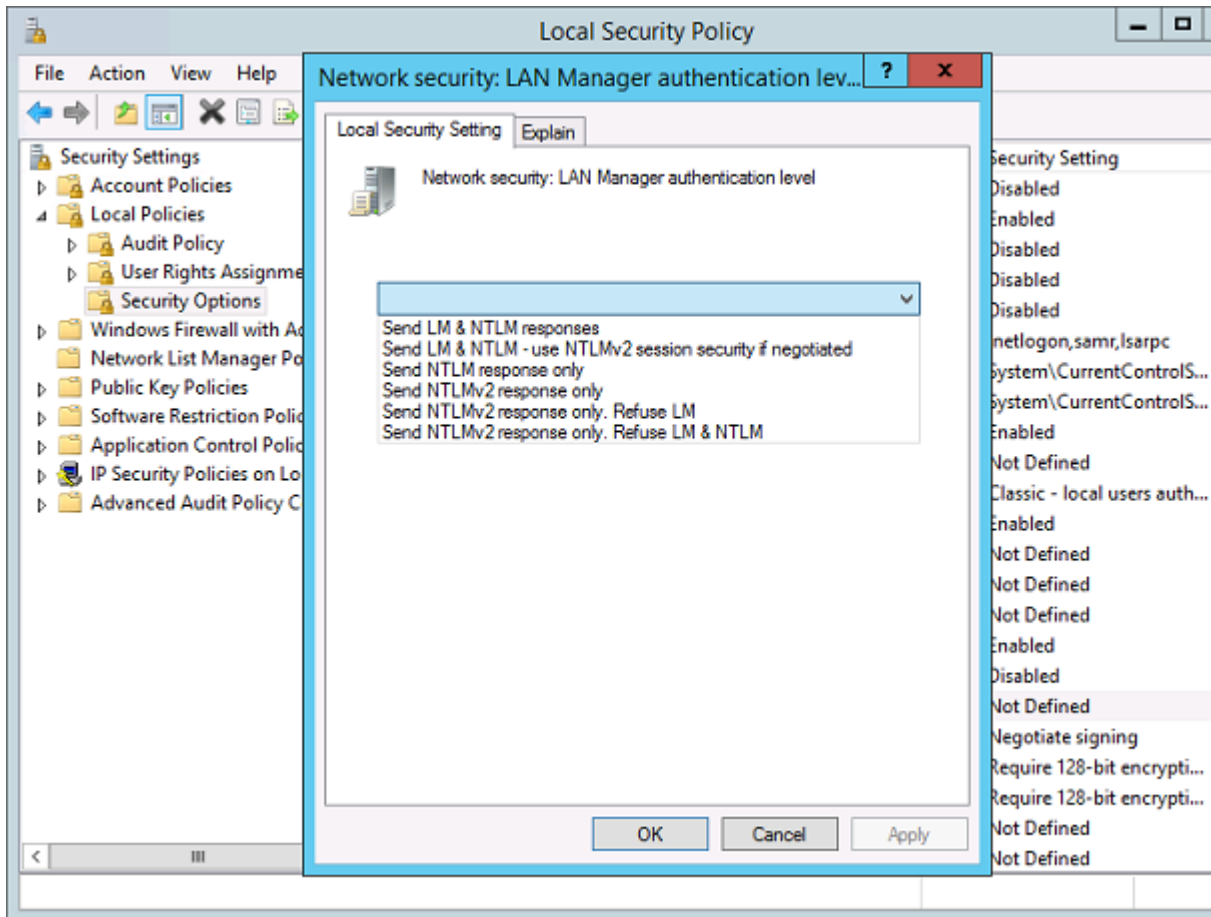 Local Security Policy
File Action View Help
Security Settings
Account Policies
Local Policies
Audit Policy
User Rights Assignme
Security Options
Windows Firewall with Ad
Network List Manager Po
Public Key Policies
Software Restriction Polic
Application Control Polic
IP Security Policies on Lo
Advanced Audit Policy C
Network security: LAN Manager authentication lev... ? x
Local Security Setting Explain
Network security: LAN Manager authentication level
Send LM & NTLM responses
Send LM & NTLM - use NTLMv2 session security if negotiated
Send NTLM response only
Send NTLMv2 response only
Send NTLMv2 response only. Refuse LM
Send NTLMv2 response only. Refuse LM & NTLM
OK Cancel Apply
Security Setting
Disabled
Enabled
Disabled
Disabled
Disabled
netlogon,samr,lsarpc
System\CurrentControlS...
System\CurrentControlS...
Enabled
Not Defined
Classic - local users auth...
Enabled
Not Defined
Not Defined
Not Defined
Enabled
Disabled
Not Defined
Negotiate signing
Require 128-bit encrypti...
Require 128-bit encrypti...
Not Defined
Not Defined